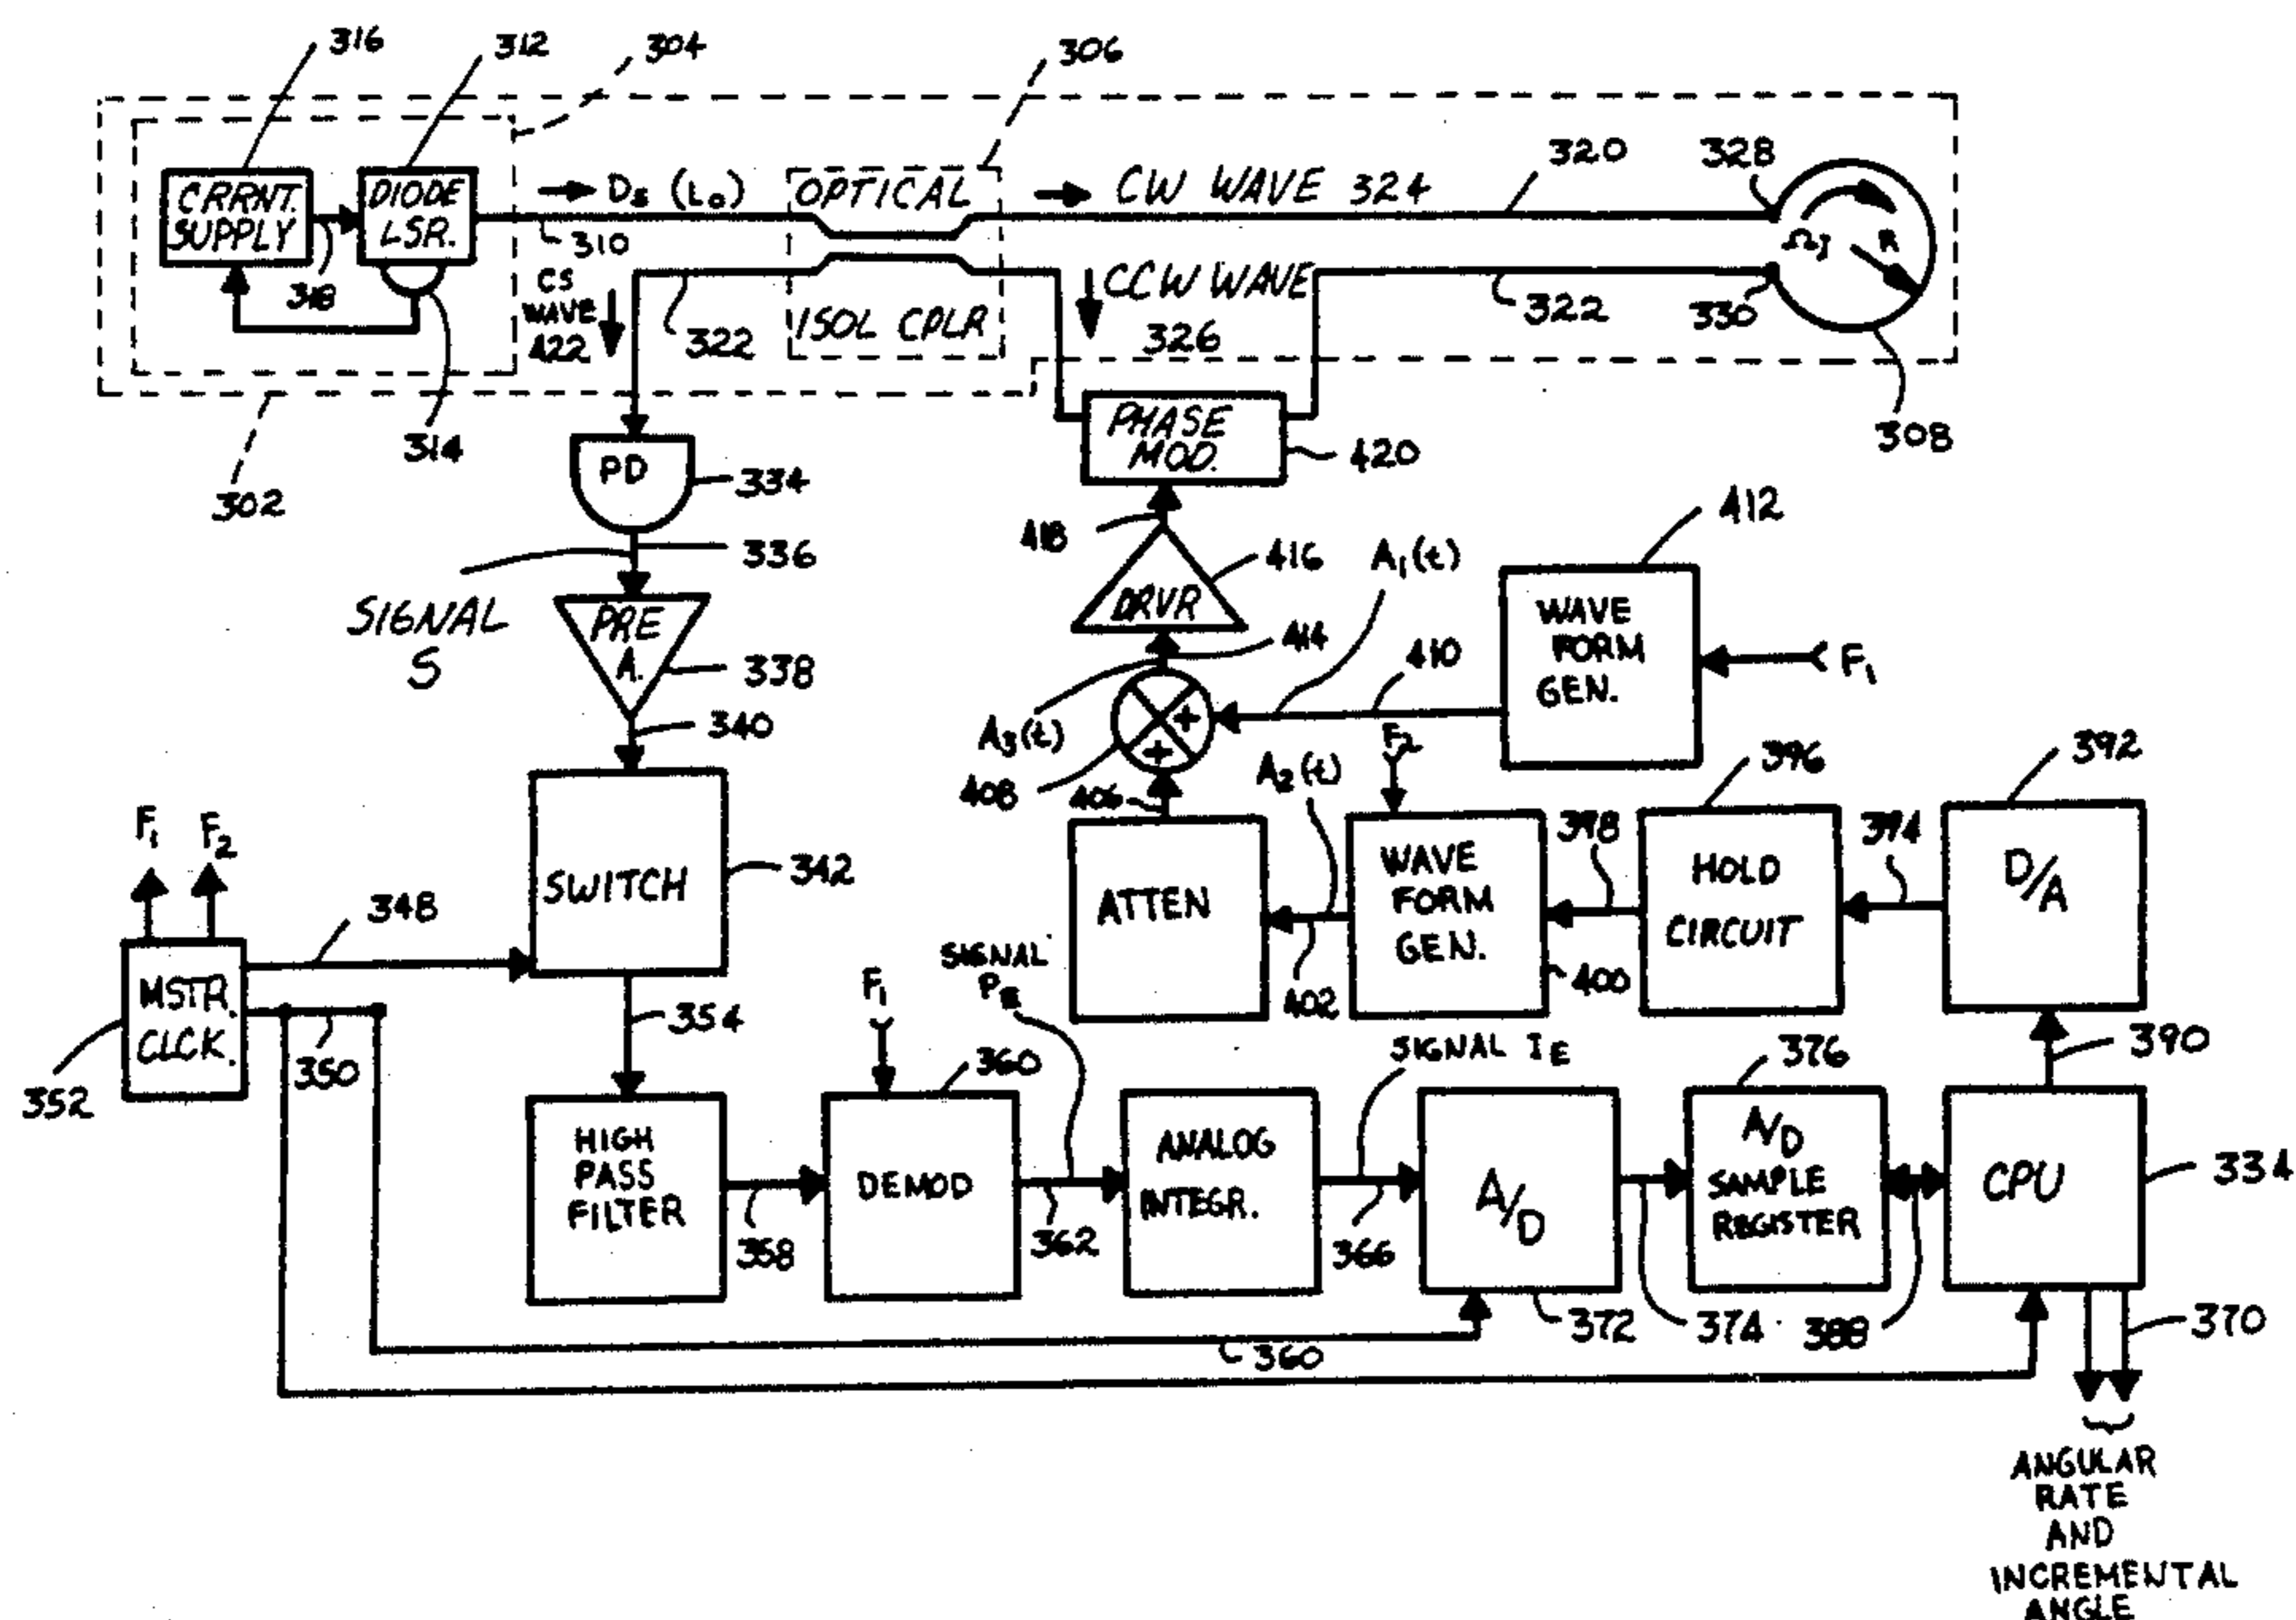 316
312
304
306
CRRNT.
SUPPLY
DIODE
LSR.
318
314
302
D₅ (L₀)
310
CS
WAVE
422
322
OPTICAL
ISOL CPLR
CW WAVE 324
320
328
CCW WAVE
326
322
330
R
308
PHASE
MOD.
420
PD
334
336
SIGNAL
S
PRE
A.
338
340
418
DRVR
416
414
A₁(t)
410
412
WAVE
FORM
GEN.
F₁
A₃(t)
408
406
A₂(t)
F₂
ATTEN
402
WAVE
FORM
GEN.
400
398
396
HOLD
CIRCUIT
394
392
D/A
390
F₁
F₂
348
SWITCH
342
MSTR.
CLCK.
352
350
354
HIGH
PASS
FILTER
358
F₁
360
DEMOD
SIGNAL
362
ANALOG
INTEGR.
SIGNAL I_E
366
A/D
372
374
376
A/D
SAMPLE
REGISTER
388
CPU
334
360
370
ANGULAR
RATE
AND
INCREMENTAL
ANGLE